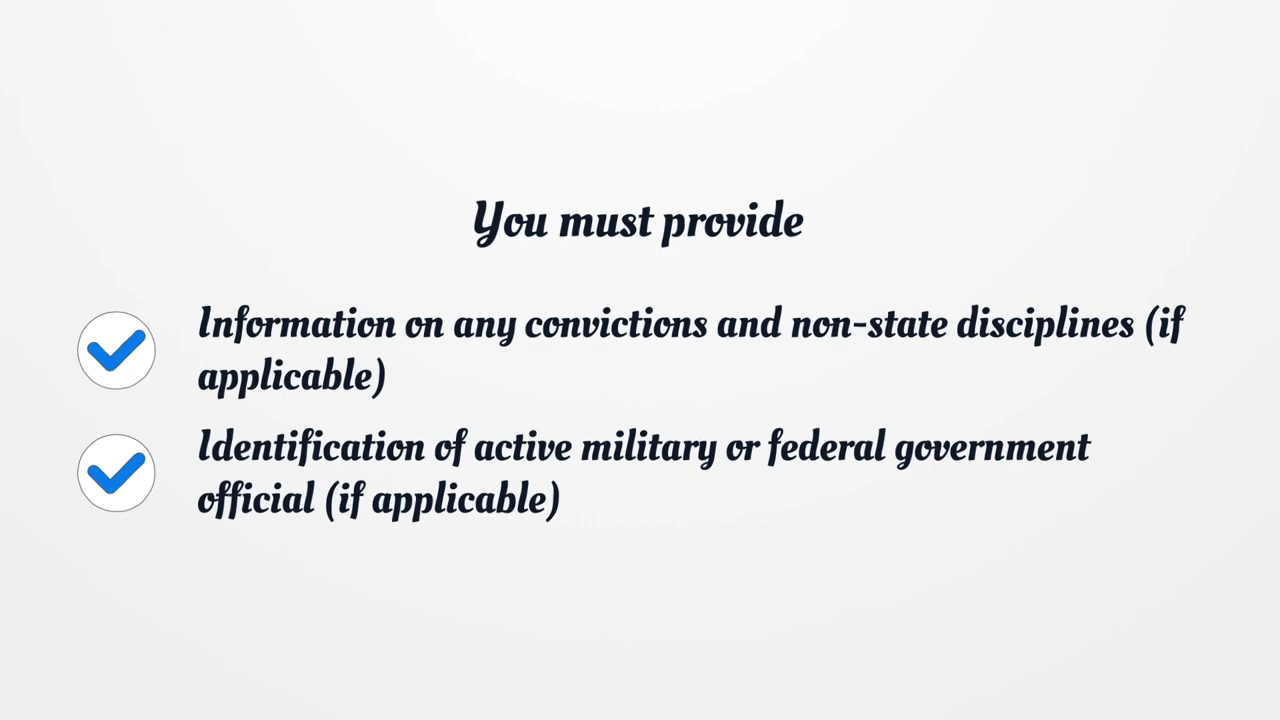 You must provide
Information on any convictions and non-state disciplines (if
applicable)
Identification of active military or federal government
official (if applicable)